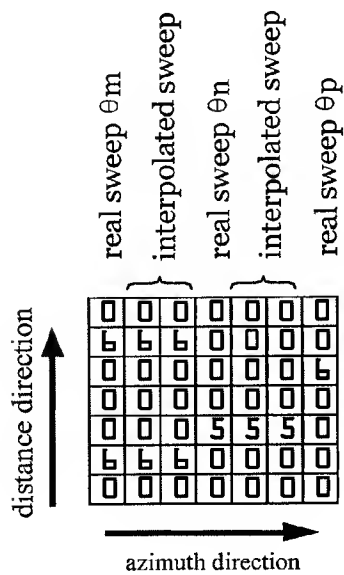 real sweep θm
interpolated sweep
real sweep θn
interpolated sweep
real sweep θp
distance direction
0 0 0 0 0 0 0
6 6 6 0 0 0 0
0 0 0 0 0 0 6
0 0 0 0 0 0 0
0 0 0 5 5 5 0
6 6 6 0 0 0 0
0 0 0 0 0 0 0
azimuth direction